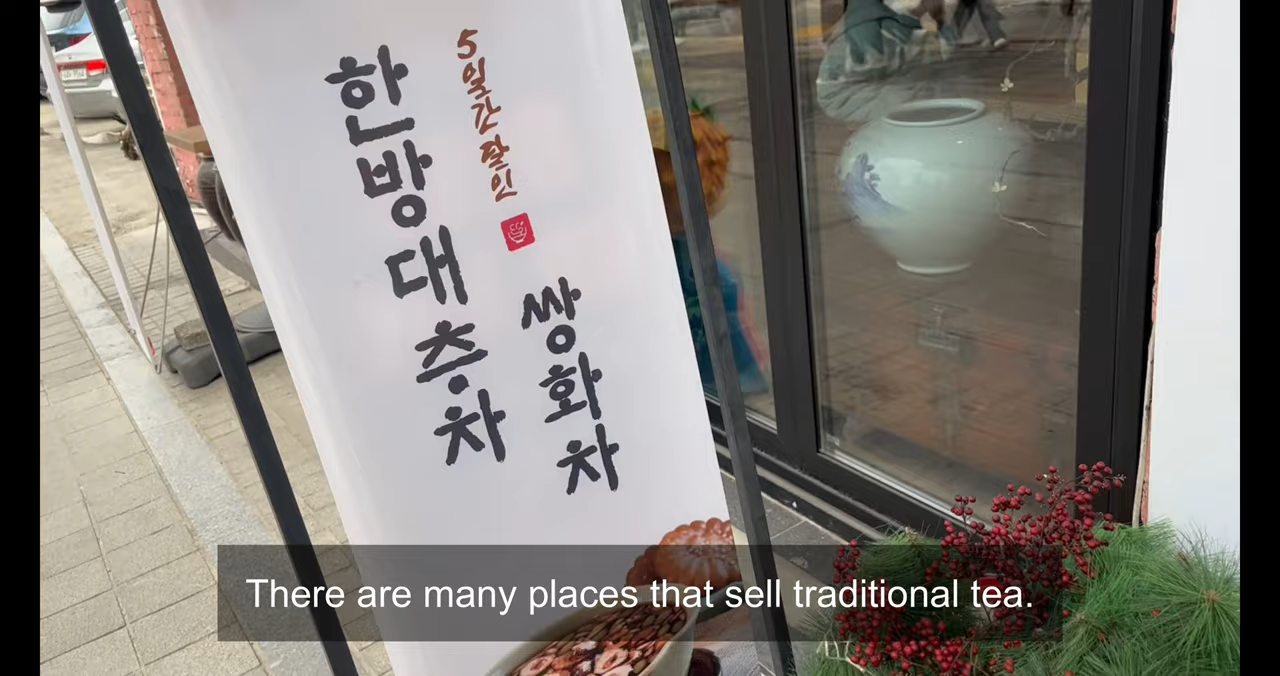 5일간 달인
한방대추차
쌍화차
There are many places that sell traditional tea.